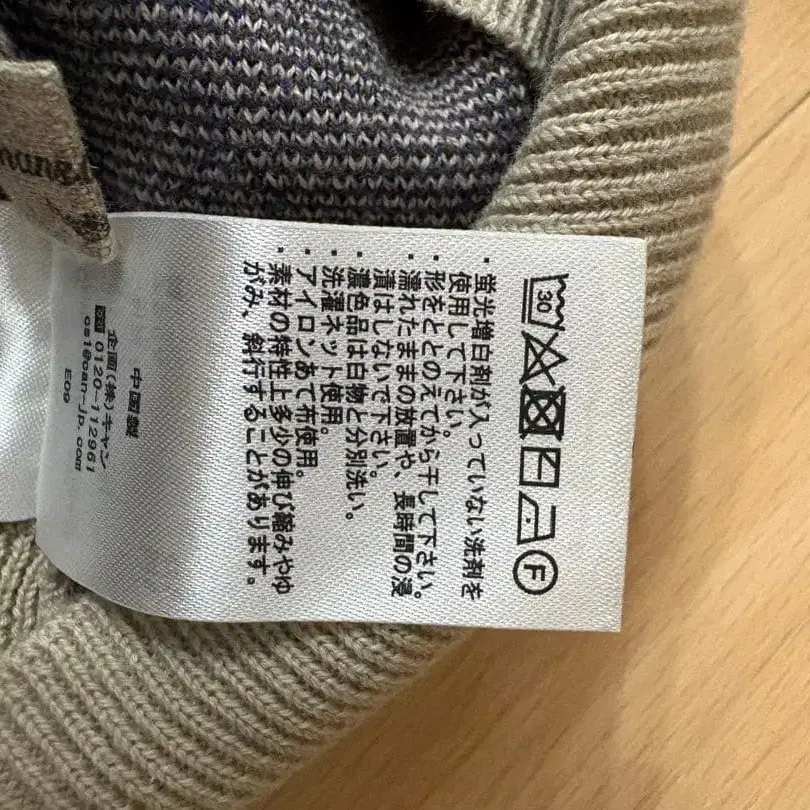 30
F
・蛍光増白剤が入っていない洗剤を
使用して下さい。
・形をととのえてから干して下さい。
・濡れたままの放置や、長時間の浸
漬はしないで下さい。
・濃色品は白物と分別洗い。
・洗濯ネット使用。
・アイロンあて布使用。
・素材の特性上多少の伸び縮みやゆ
がみ、斜行することがあります。
中国製
企画(株)キャン
0120-112961
cs1@can-jp.com
E09